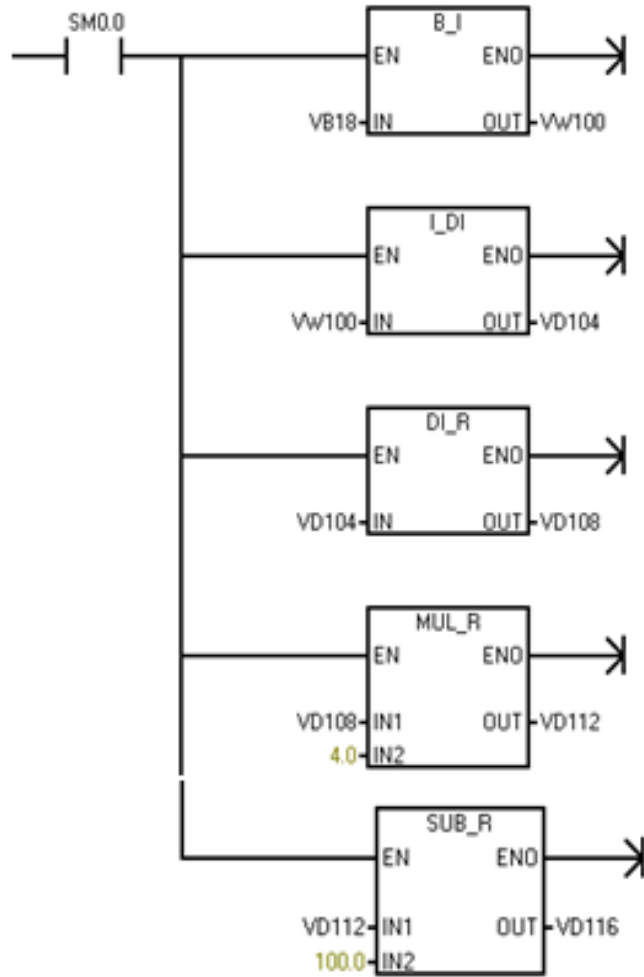 SM0.0
B_I
EN ENO
VB18 IN OUT VW100
I_DI
EN ENO
VW100 IN OUT VD104
DI_R
EN ENO
VD104 IN OUT VD108
MUL_R
EN ENO
VD108 IN1 OUT VD112
4.0 IN2
SUB_R
EN ENO
VD112 IN1 OUT VD116
100.0 IN2